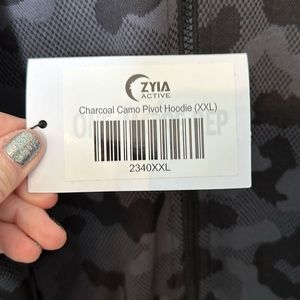 ZYIA
ACTIVE
Charcoal Camo Pivot Hoodie (XXL)
2340XXL